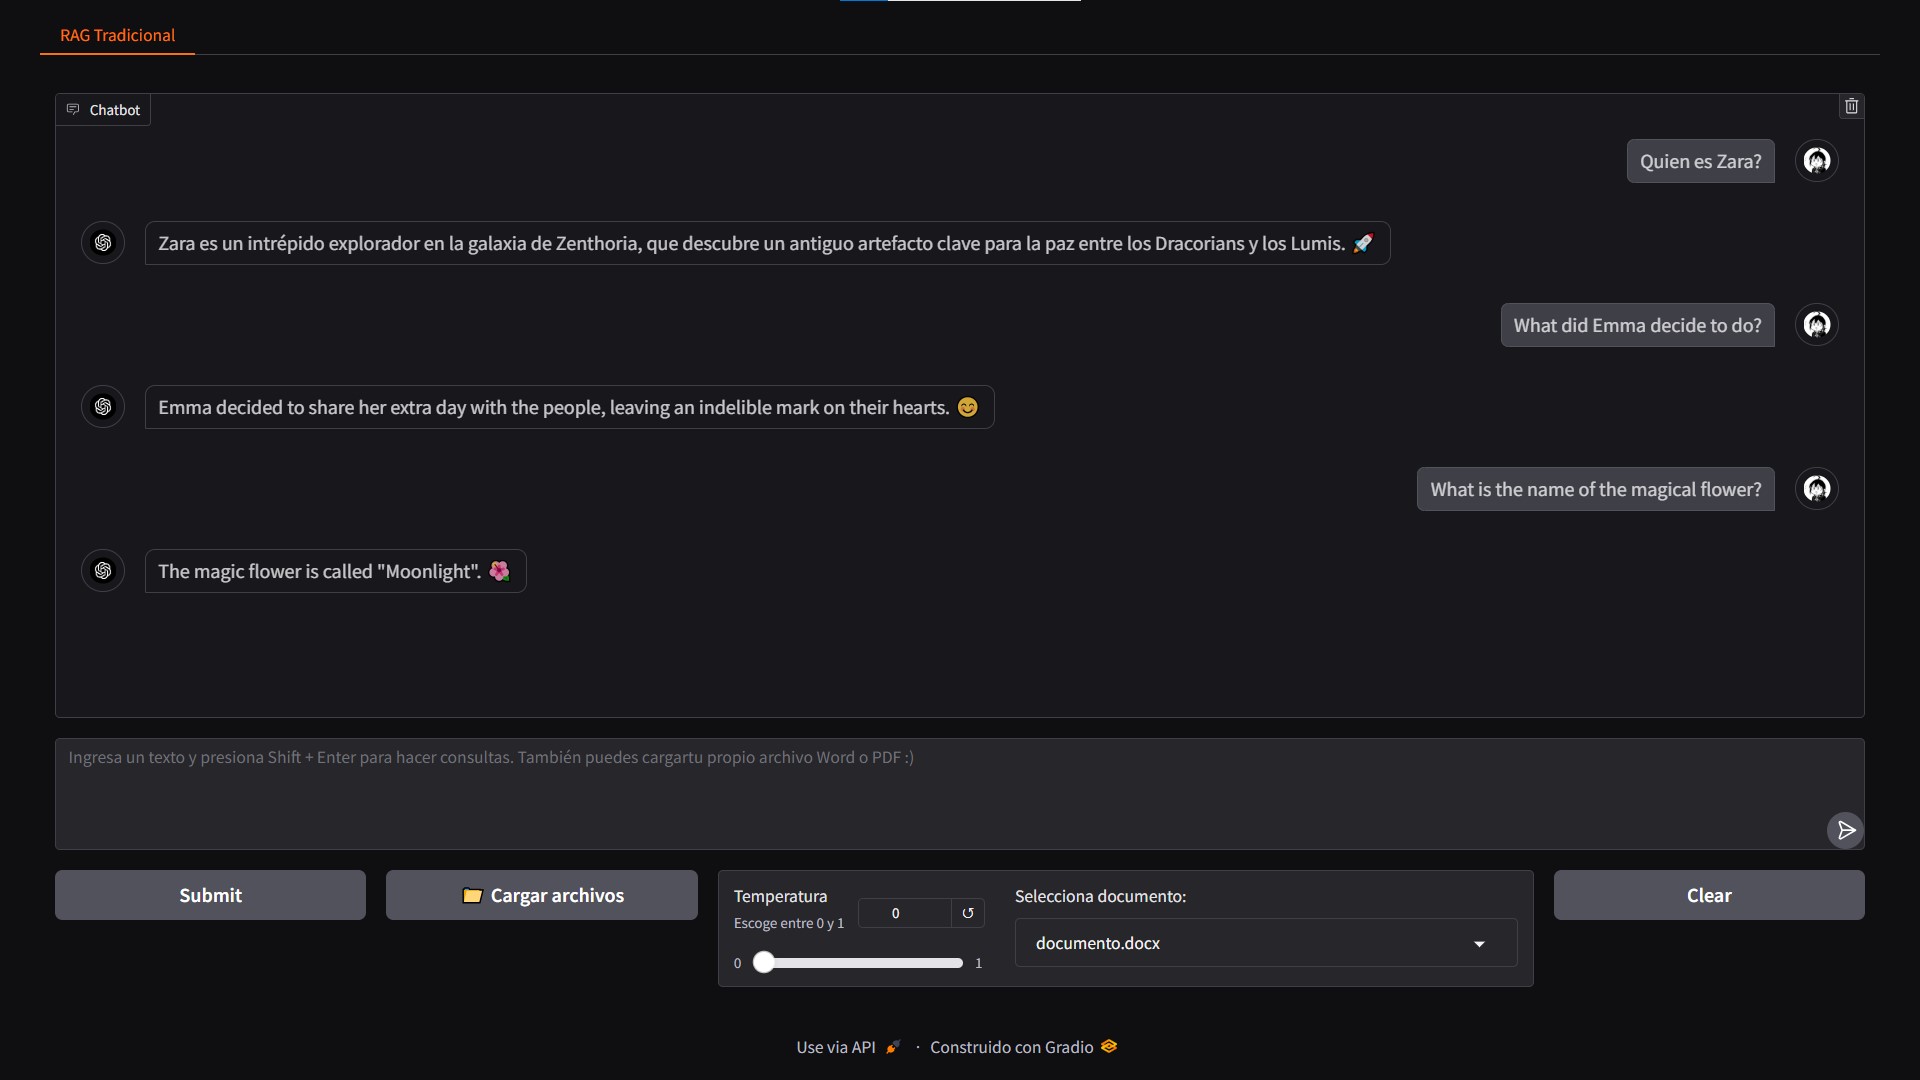 RAG Tradicional
Chatbot
Quien es Zara?
Zara es un intrépido explorador en la galaxia de Zenthoria, que descubre un antiguo artefacto clave para la paz entre los Dracorians y los Lumis. 🚀
What did Emma decide to do?
Emma decided to share her extra day with the people, leaving an indelible mark on their hearts. 😊
What is the name of the magical flower?
The magic flower is called "Moonlight". 🌺
Ingresa un texto y presiona Shift + Enter para hacer consultas. También puedes cargartu propio archivo Word o PDF :)
Submit
📁 Cargar archivos
Temperatura
Escoge entre 0 y 1
0
↺
0
1
Selecciona documento:
documento.docx
Clear
Use via API 🚀 · Construido con Gradio